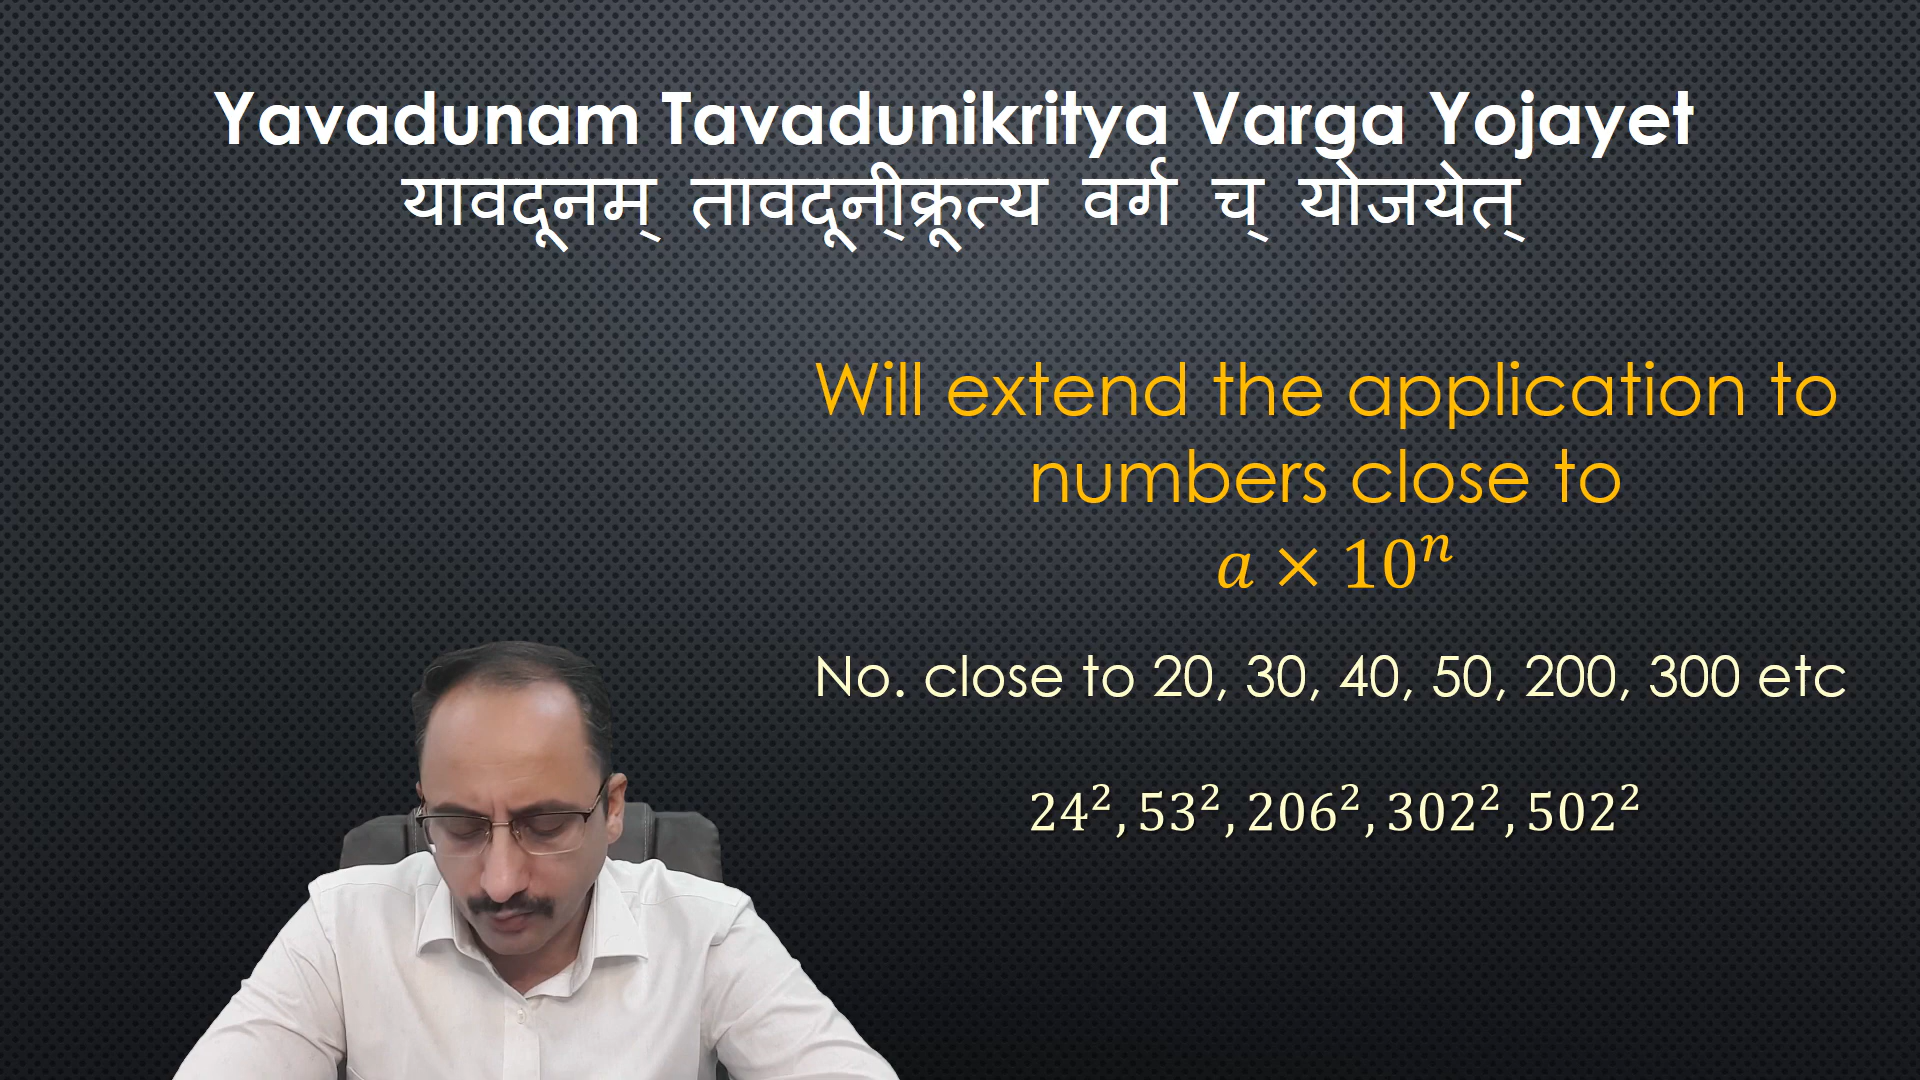 Yavadunam Tavadunikritya Varga Yojayet
यावदूनम् तावदूनी्क्रूत्य वर्ग च् योजयेत्
Will extend the application to
numbers close to
a × 10ⁿ
No. close to 20, 30, 40, 50, 200, 300 etc
24², 53², 206², 302², 502²